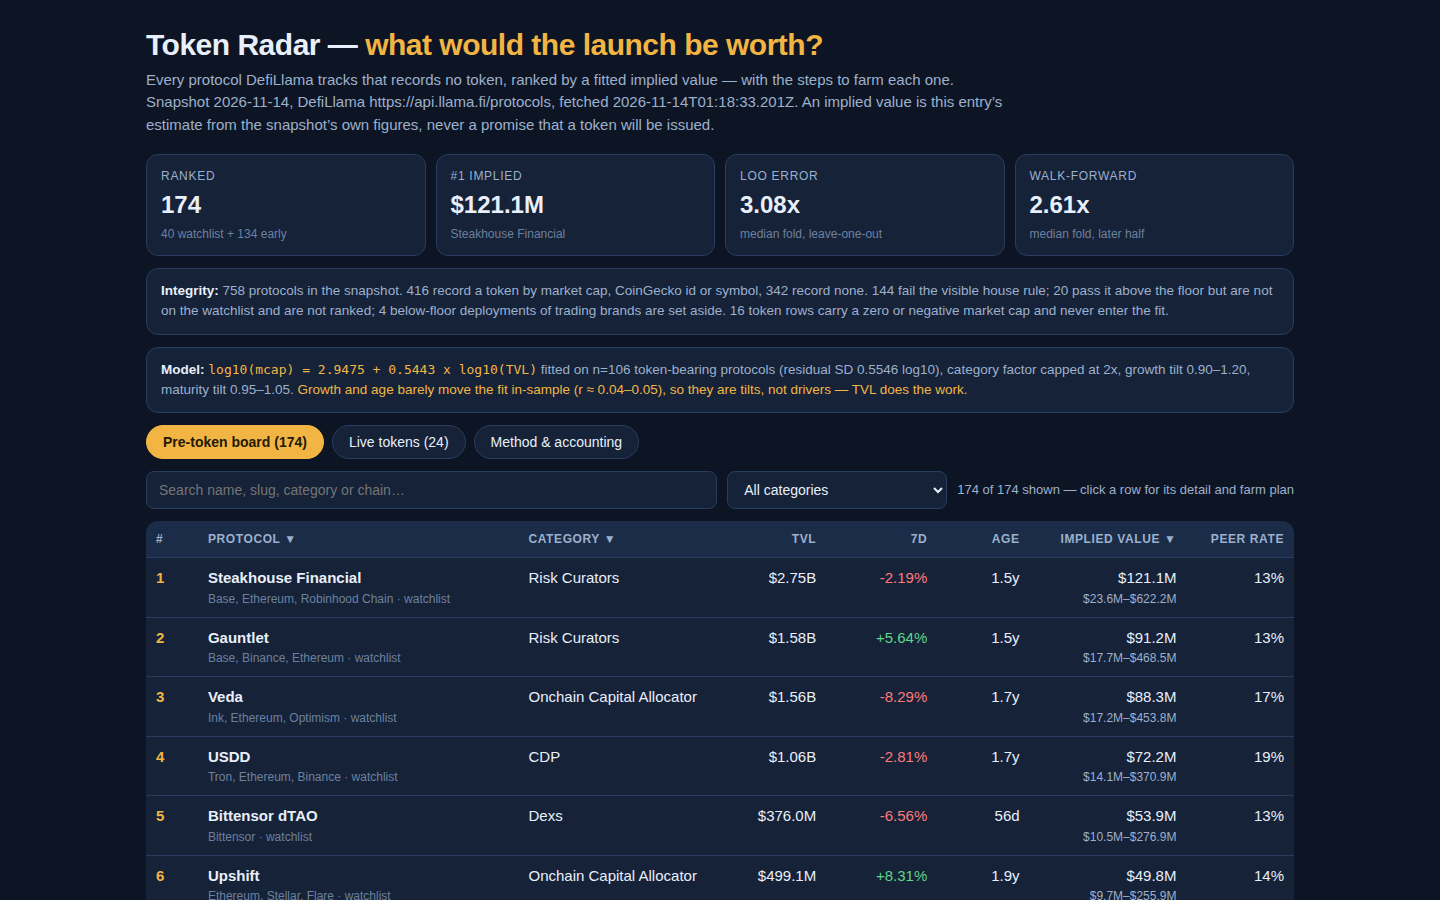 Token Radar — what would the launch be worth?
Every protocol DefiLlama tracks that records no token, ranked by a fitted implied value — with the steps to farm each one.
Snapshot 2026-11-14, DefiLlama https://api.llama.fi/protocols, fetched 2026-11-14T01:18:33.201Z. An implied value is this entry's
estimate from the snapshot's own figures, never a promise that a token will be issued.
RANKED
174
40 watchlist + 134 early
#1 IMPLIED
$121.1M
Steakhouse Financial
LOO ERROR
3.08x
median fold, leave-one-out
WALK-FORWARD
2.61x
median fold, later half
Integrity: 758 protocols in the snapshot. 416 record a token by market cap, CoinGecko id or symbol, 342 record none. 144 fail the visible house rule; 20 pass it above the floor but are not
on the watchlist and are not ranked; 4 below-floor deployments of trading brands are set aside. 16 token rows carry a zero or negative market cap and never enter the fit.
Model: log10(mcap) = 2.9475 + 0.5443 x log10(TVL) fitted on n=106 token-bearing protocols (residual SD 0.5546 log10), category factor capped at 2x, growth tilt 0.90–1.20,
maturity tilt 0.95–1.05. Growth and age barely move the fit in-sample (r ≈ 0.04–0.05), so they are tilts, not drivers — TVL does the work.
Pre-token board (174) Live tokens (24) Method & accounting
Search name, slug, category or chain… All categories 174 of 174 shown — click a row for its detail and farm plan
# PROTOCOL ▼ CATEGORY ▼ TVL 7D AGE IMPLIED VALUE ▼ PEER RATE
1 Steakhouse Financial Risk Curators $2.75B -2.19% 1.5y $121.1M 13%
Base, Ethereum, Robinhood Chain · watchlist $23.6M–$622.2M
2 Gauntlet Risk Curators $1.58B +5.64% 1.5y $91.2M 13%
Base, Binance, Ethereum · watchlist $17.7M–$468.5M
3 Veda Onchain Capital Allocator $1.56B -8.29% 1.7y $88.3M 17%
Ink, Ethereum, Optimism · watchlist $17.2M–$453.8M
4 USDD CDP $1.06B -2.81% 1.7y $72.2M 19%
Tron, Ethereum, Binance · watchlist $14.1M–$370.9M
5 Bittensor dTAO Dexs $376.0M -6.56% 56d $53.9M 13%
Bittensor · watchlist $10.5M–$276.9M
6 Upshift Onchain Capital Allocator $499.1M +8.31% 1.9y $49.8M 14%
Ethereum, Stellar, Flare · watchlist $9.7M–$255.9M